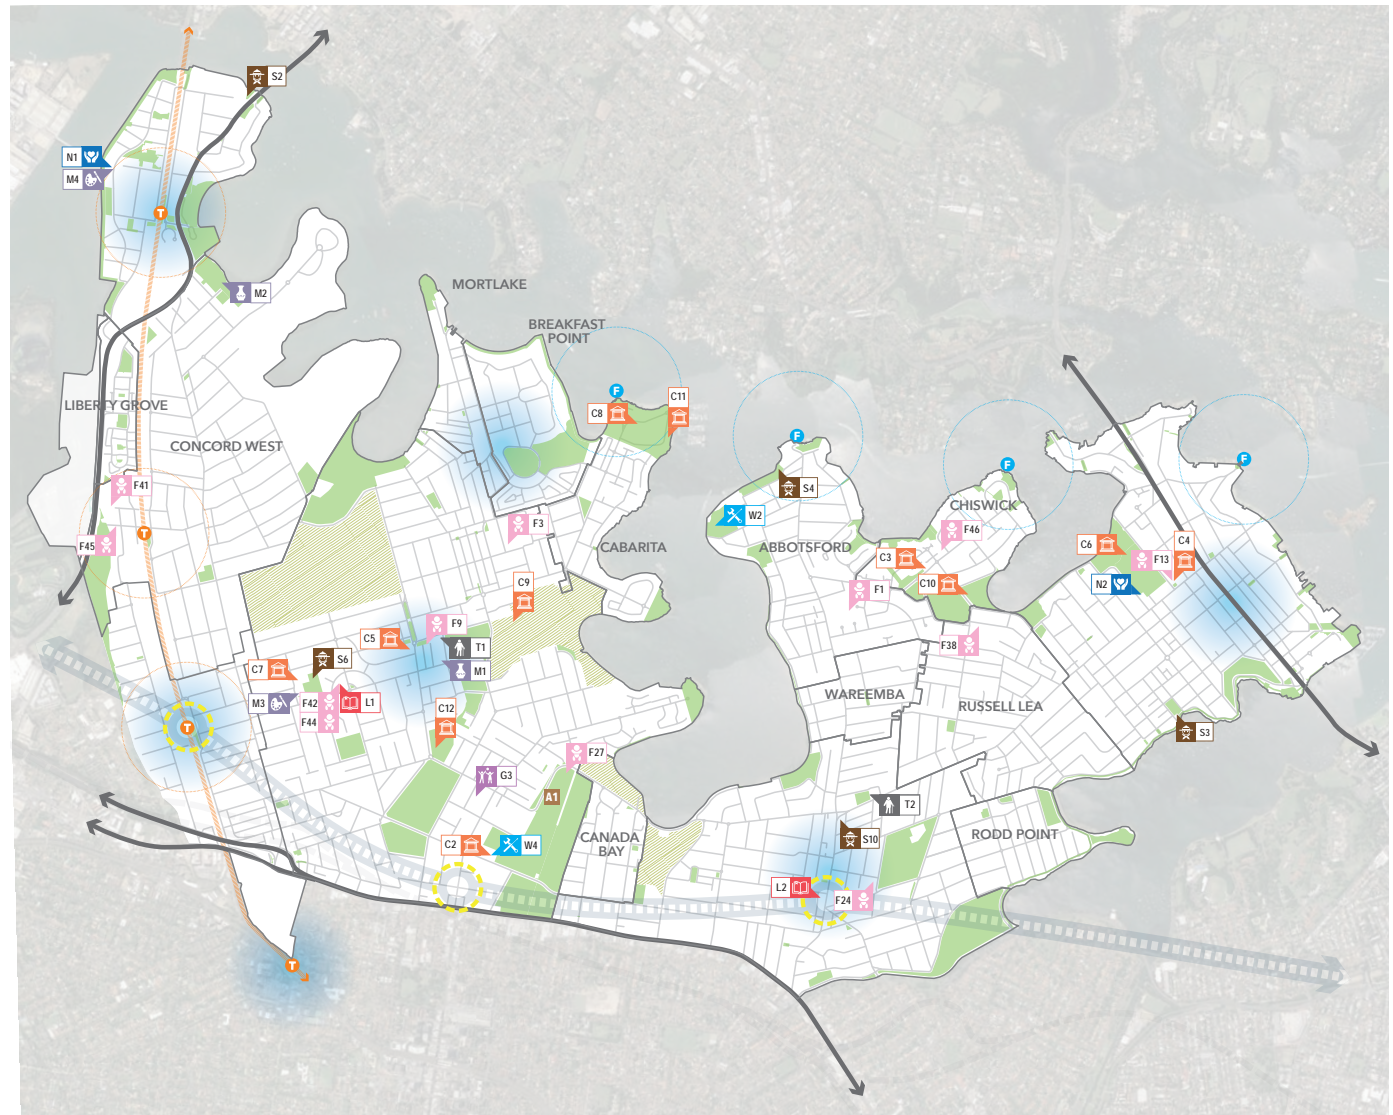 S2
N1
M4
T
M2
MORTLAKE
BREAKFAST
POINT
F
C11
C8
LIBERTY GROVE
CONCORD WEST
F
F
F
F41
S4
W2
CHISWICK
F3
F46
T
F45
CABARITA
ABBOTSFORD
C3
C6
C4
F13
C9
C10
N2
F1
F9
C5
T1
F38
S6
C7
M1
M3
F42
L1
F44
C12
WAREEMBA
RUSSELL LEA
T
S3
F27
G3
A1
T2
C2
W4
CANADA
BAY
S10
RODD POINT
L2
F24
T